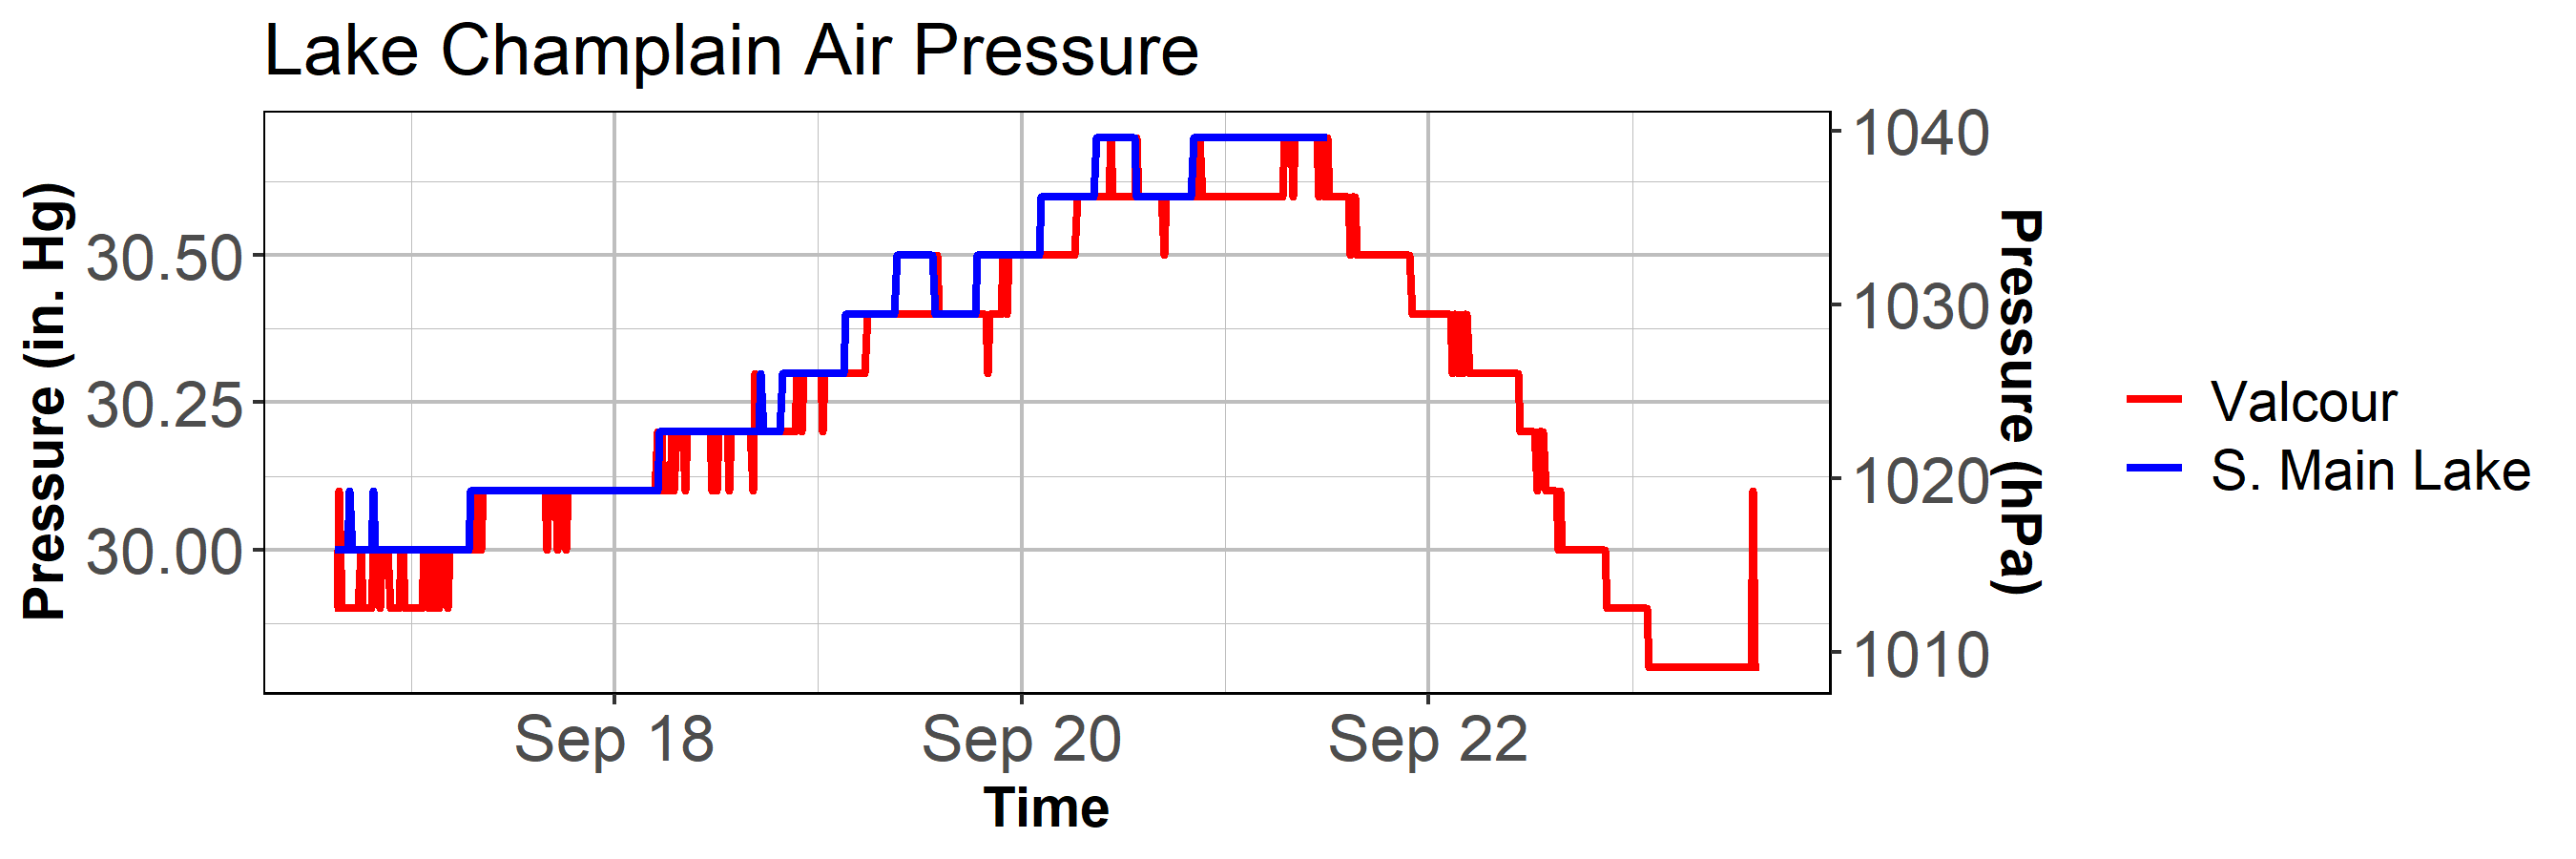 Lake Champlain Air Pressure
Pressure (in. Hg)
30.50
30.25
30.00
1040
1030
1020
1010
Pressure (hPa)
Sep 18
Sep 20
Sep 22
Time
Valcour
S. Main Lake